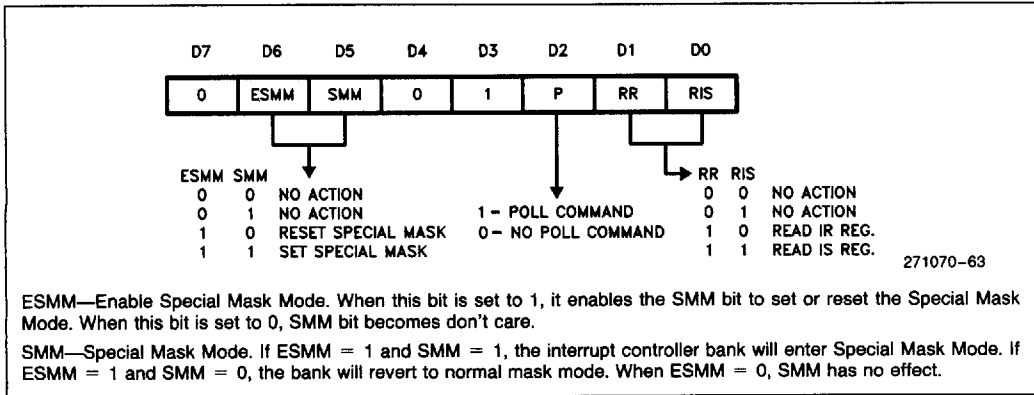 D7 D6 D5 D4 D3 D2 D1 D0
0 ESMM SMM 0 1 P RR RIS
ESMM SMM
0 0 NO ACTION
0 1 NO ACTION
1 0 RESET SPECIAL MASK
1 1 SET SPECIAL MASK
1 – POLL COMMAND
0 – NO POLL COMMAND
RR RIS
0 0 NO ACTION
0 1 NO ACTION
1 0 READ IR REG.
1 1 READ IS REG.
271070–63
ESMM—Enable Special Mask Mode. When this bit is set to 1, it enables the SMM bit to set or reset the Special Mask
Mode. When this bit is set to 0, SMM bit becomes don't care.
SMM—Special Mask Mode. If ESMM = 1 and SMM = 1, the interrupt controller bank will enter Special Mask Mode. If
ESMM = 1 and SMM = 0, the bank will revert to normal mask mode. When ESMM = 0, SMM has no effect.